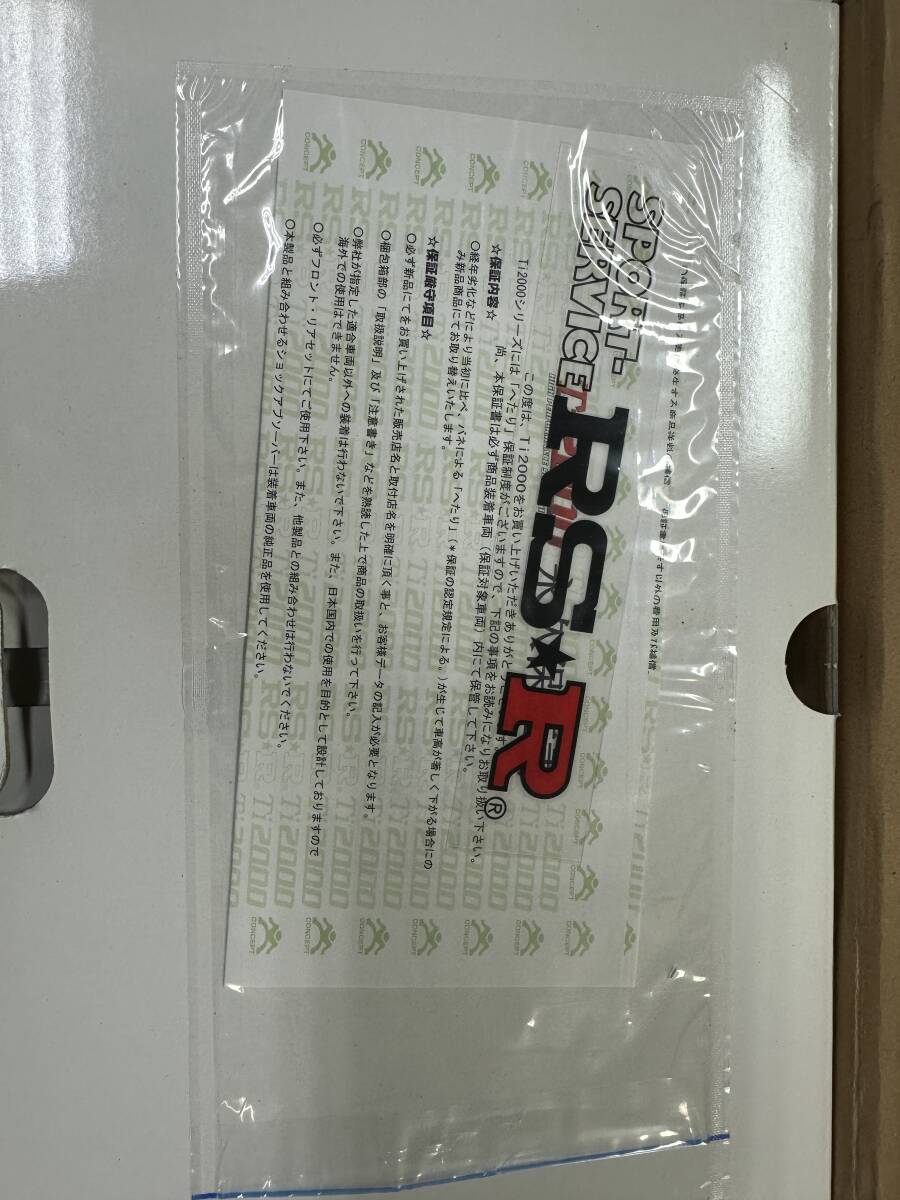 SPORT-
SERVICE
RS★R®
この度は、Ti2000をお買い上げいただきありがと
Ti2000シリーズには「へたり」保証制度がございますので、下記の事項をお読みになりお取り扱い下さい。
尚、本保証書は必ず商品装着車両（保証対象車両）内にて保管して下さい。
☆保証内容☆
○経年劣化などにより当初に比べ、バネによる「へたり」(*保証の認定規定による。)が生じて車高が著しく下がる場合にの
み新品商品にてお取り替えいたします。
☆保証厳守項目☆
○必ず新品にてをお買い上げされた販売店名と取付店名を明確に頂く事と、お客様データの記入が必要となります。
○梱包箱部の「取扱説明」及び「注意書き」などを熟読した上で商品の取扱いを行って下さい。
○弊社が指定した適合車両以外への装着は行わないで下さい。また、日本国内での使用を目的として設計しておりますので
海外での使用はできません。
○必ずフロント・リアセットにてご使用下さい。また、他製品との組み合わせは行わないでください。
○本製品と組み合わせるショックアブソーバーは装着車両の純正品を使用してください。
CONCEPT
RS★R Ti2000